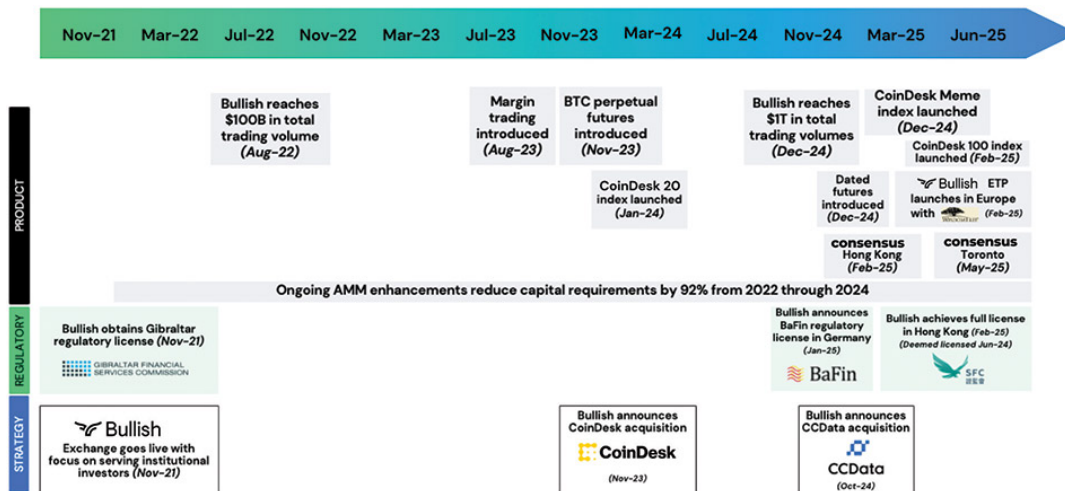 Nov-21 Mar-22 Jul-22 Nov-22 Mar-23 Jul-23 Nov-23 Mar-24 Jul-24 Nov-24 Mar-25 Jun-25
PRODUCT
Bullish reaches
$100B in total
trading volume
(Aug-22)
Margin
trading
introduced
(Aug-23)
BTC perpetual
futures
introduced
(Nov-23)
Bullish reaches
$1T in total
trading volumes
(Dec-24)
CoinDesk Meme
index launched
(Dec-24)
CoinDesk 100 index
launched (Feb-25)
CoinDesk 20
index launched
(Jan-24)
Dated
futures
introduced
(Dec-24)
Bullish ETP
launches in Europe
with (Feb-25)
consensus
Hong Kong
(Feb-25)
consensus
Toronto
(May-25)
Ongoing AMM enhancements reduce capital requirements by 92% from 2022 through 2024
REGULATORY
Bullish obtains Gibraltar
regulatory license (Nov-21)
GIBRALTAR FINANCIAL
SERVICES COMMISSION
Bullish announces
BaFin regulatory
license in Germany
(Jan-25)
BaFin
Bullish achieves full license
in Hong Kong (Feb-25)
(Deemed licensed Jun-24)
SFC
證監會
STRATEGY
Bullish
Exchange goes live with
focus on serving institutional
investors (Nov-21)
Bullish announces
CoinDesk acquisition
CoinDesk
(Nov-23)
Bullish announces
CCData acquisition
CCData
(Oct-24)